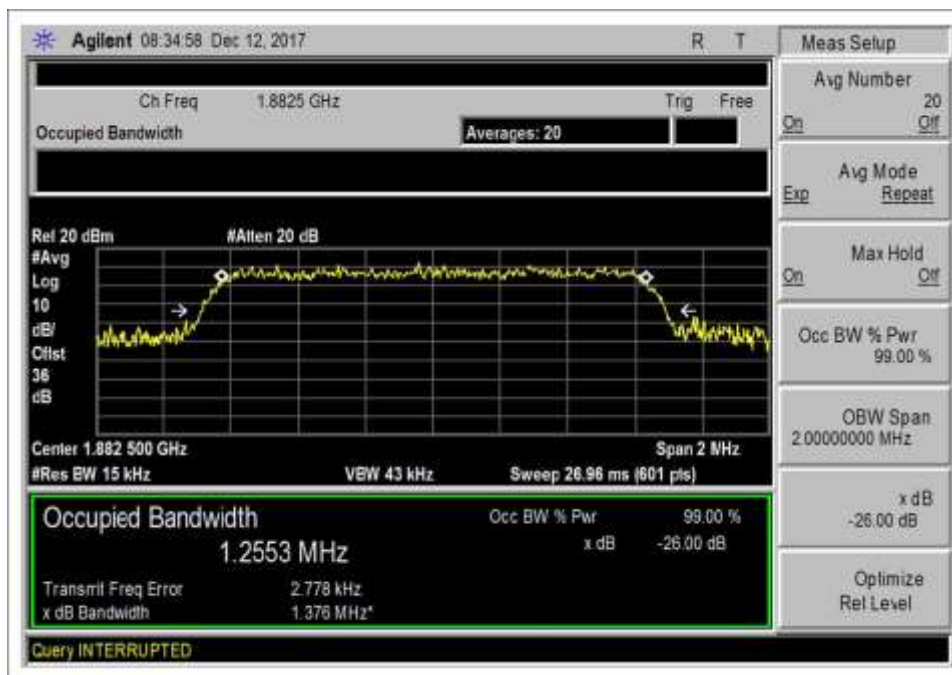 Agilent 08:34:58 Dec 12, 2017 R T
Ch Freq 1.8825 GHz Trig Free
Occupied Bandwidth Averages: 20
Ref 20 dBm #Atten 20 dB
#Avg
Log
10
dB/
Offst
36
dB
Center 1.882 500 GHz Span 2 MHz
#Res BW 15 kHz VBW 43 kHz Sweep 26.96 ms (601 pts)
Occupied Bandwidth Occ BW % Pwr 99.00 %
1.2553 MHz x dB -26.00 dB
Transmit Freq Error 2.778 kHz
x dB Bandwidth 1.376 MHz*
Query INTERRUPTED
Meas Setup
Avg Number
20
On Off
Avg Mode
Exp Repeat
Max Hold
On Off
Occ BW % Pwr
99.00 %
OBW Span
2.00000000 MHz
x dB
-26.00 dB
Optimize
Ref Level